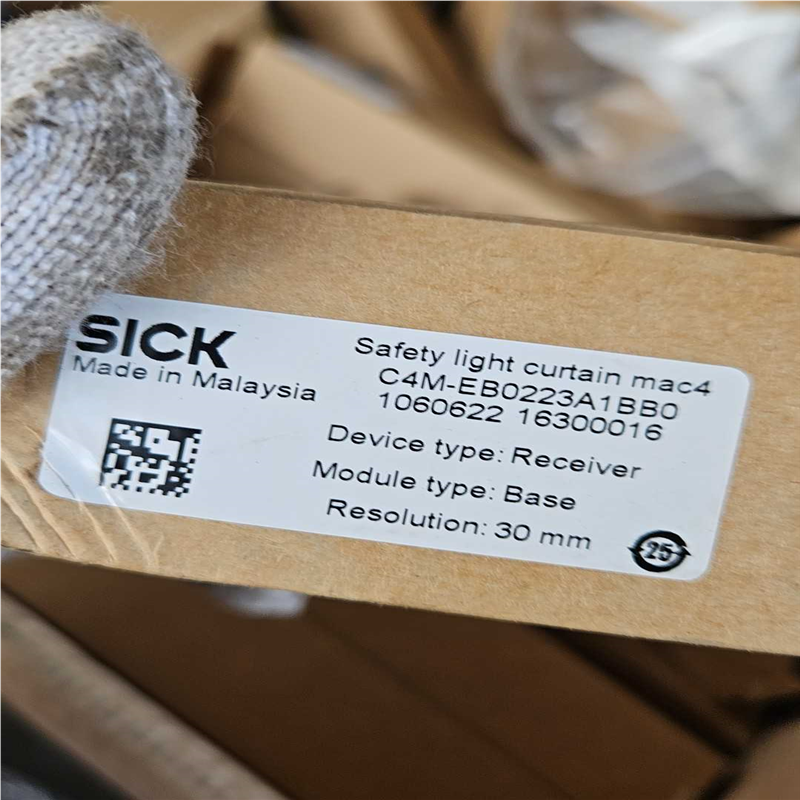 SICK
Made in Malaysia
Safety light curtain mac4
C4M-EB0223A1BB0
1060622 16300016
Device type: Receiver
Module type: Base
Resolution: 30 mm
25